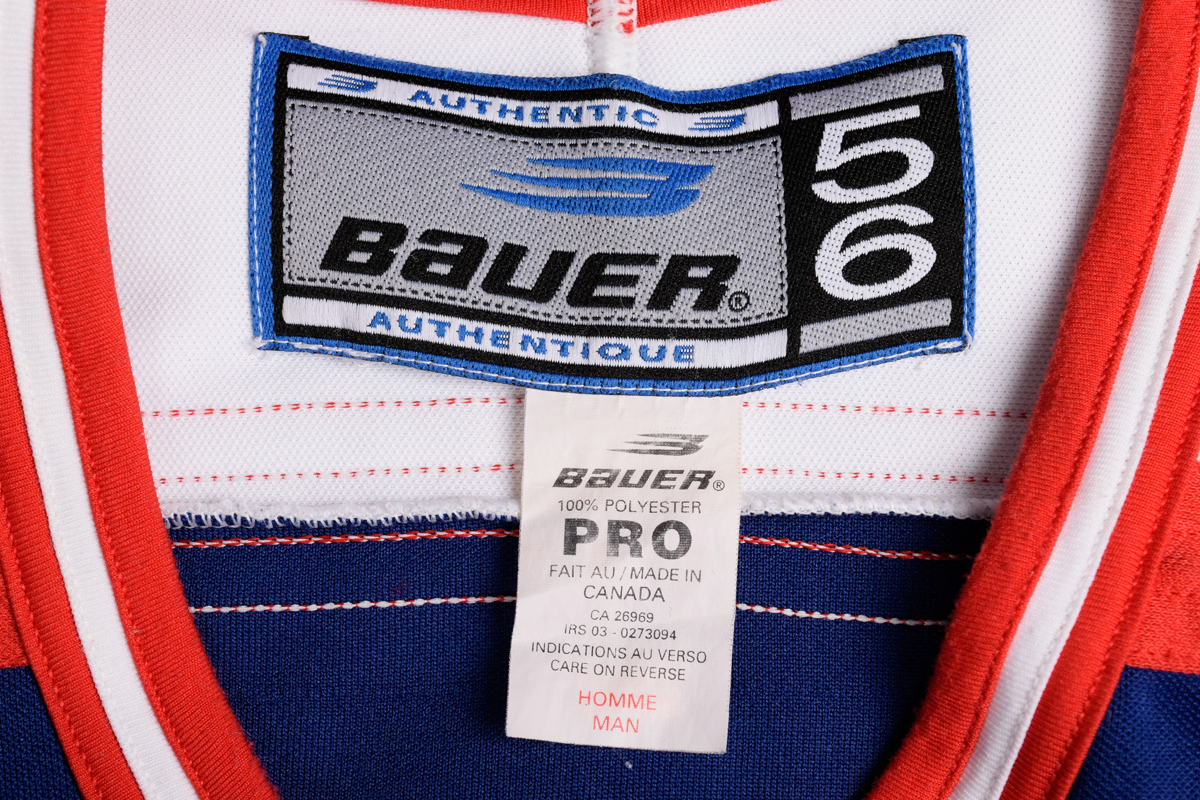 AUTHENTIC
BAUER®
AUTHENTIQUE
56
BAUER®
100% POLYESTER
PRO
FAIT AU / MADE IN
CANADA
CA 26969
IRS 03 - 0273094
INDICATIONS AU VERSO
CARE ON REVERSE
HOMME
MAN